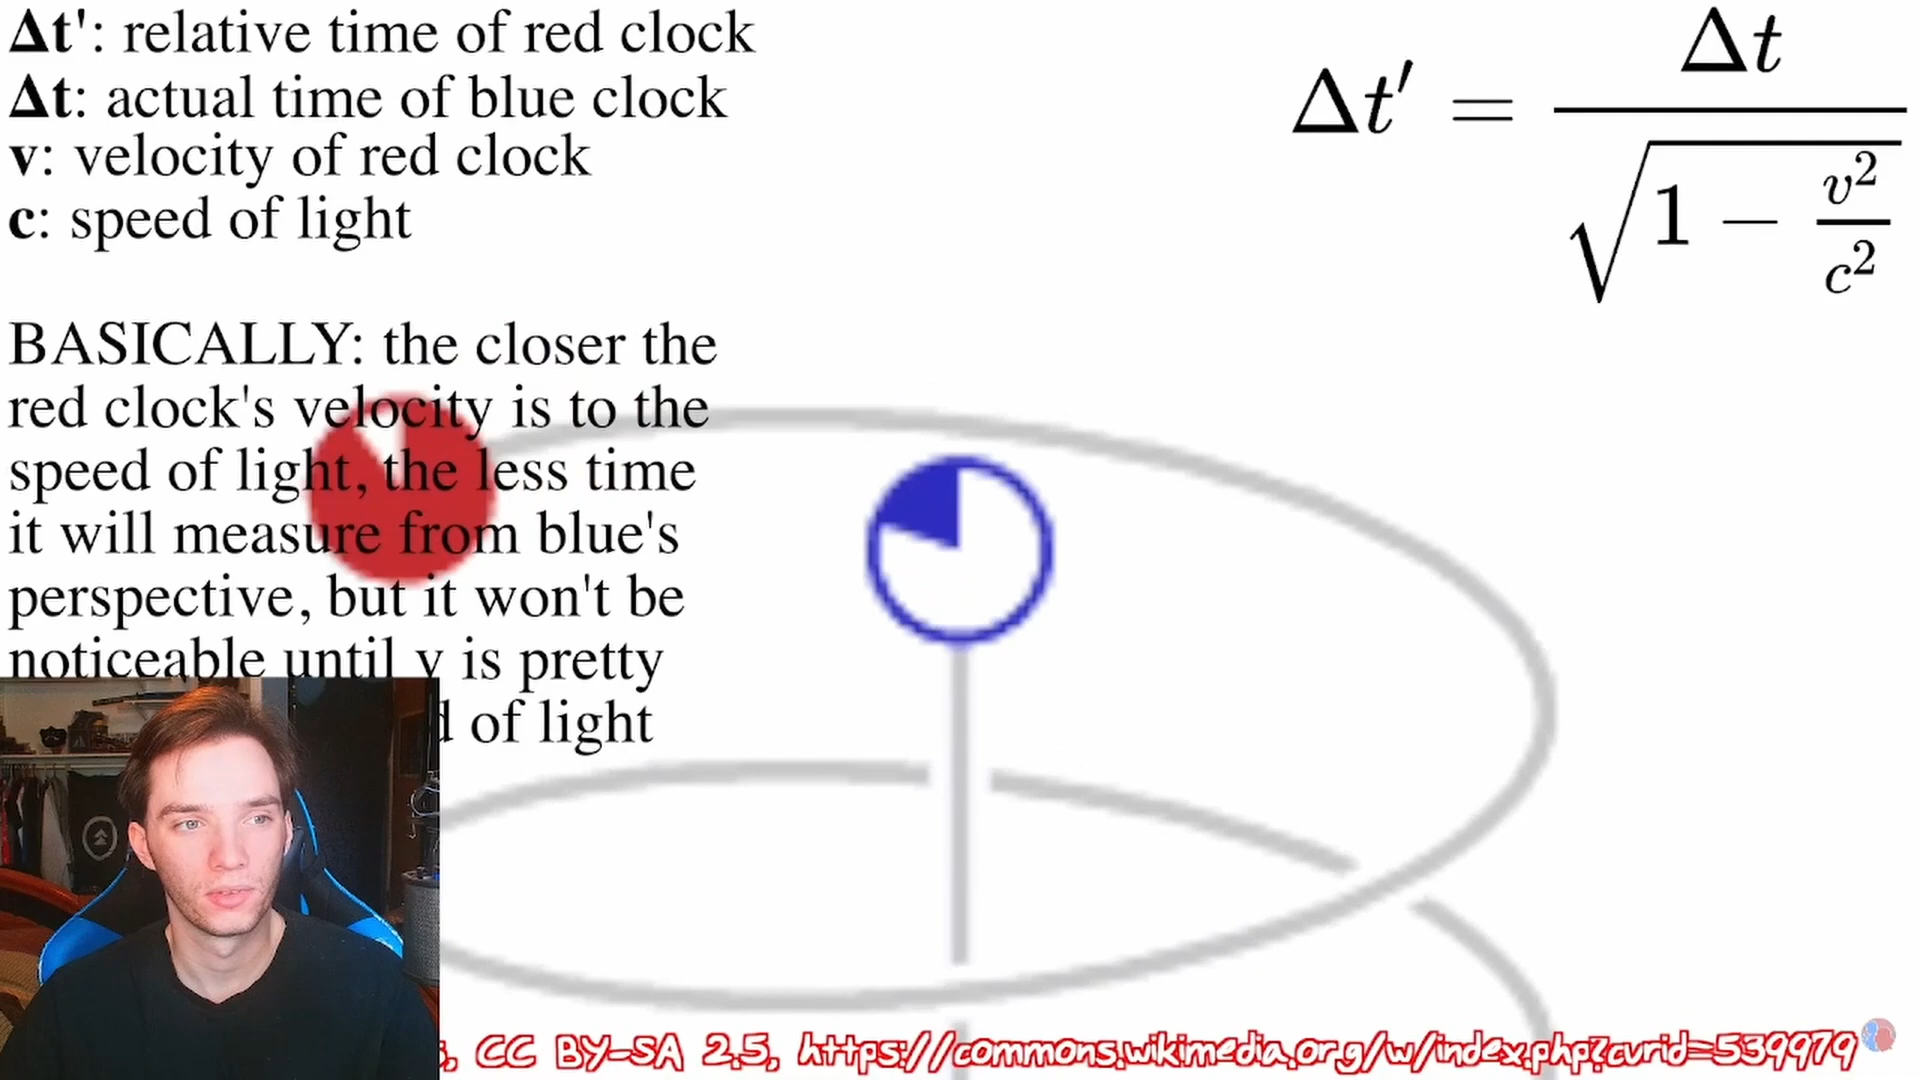 Δt': relative time of red clock
Δt: actual time of blue clock
v: velocity of red clock
c: speed of light
Δt′ = Δt / √(1 − v²/c²)
BASICALLY: the closer the
red clock's velocity is to the
speed of light, the less time
it will measure from blue's
perspective, but it won't be
noticeable until v is pretty
of light
, CC BY-SA 2.5, https://commons.wikimedia.org/w/index.php?curid=539979